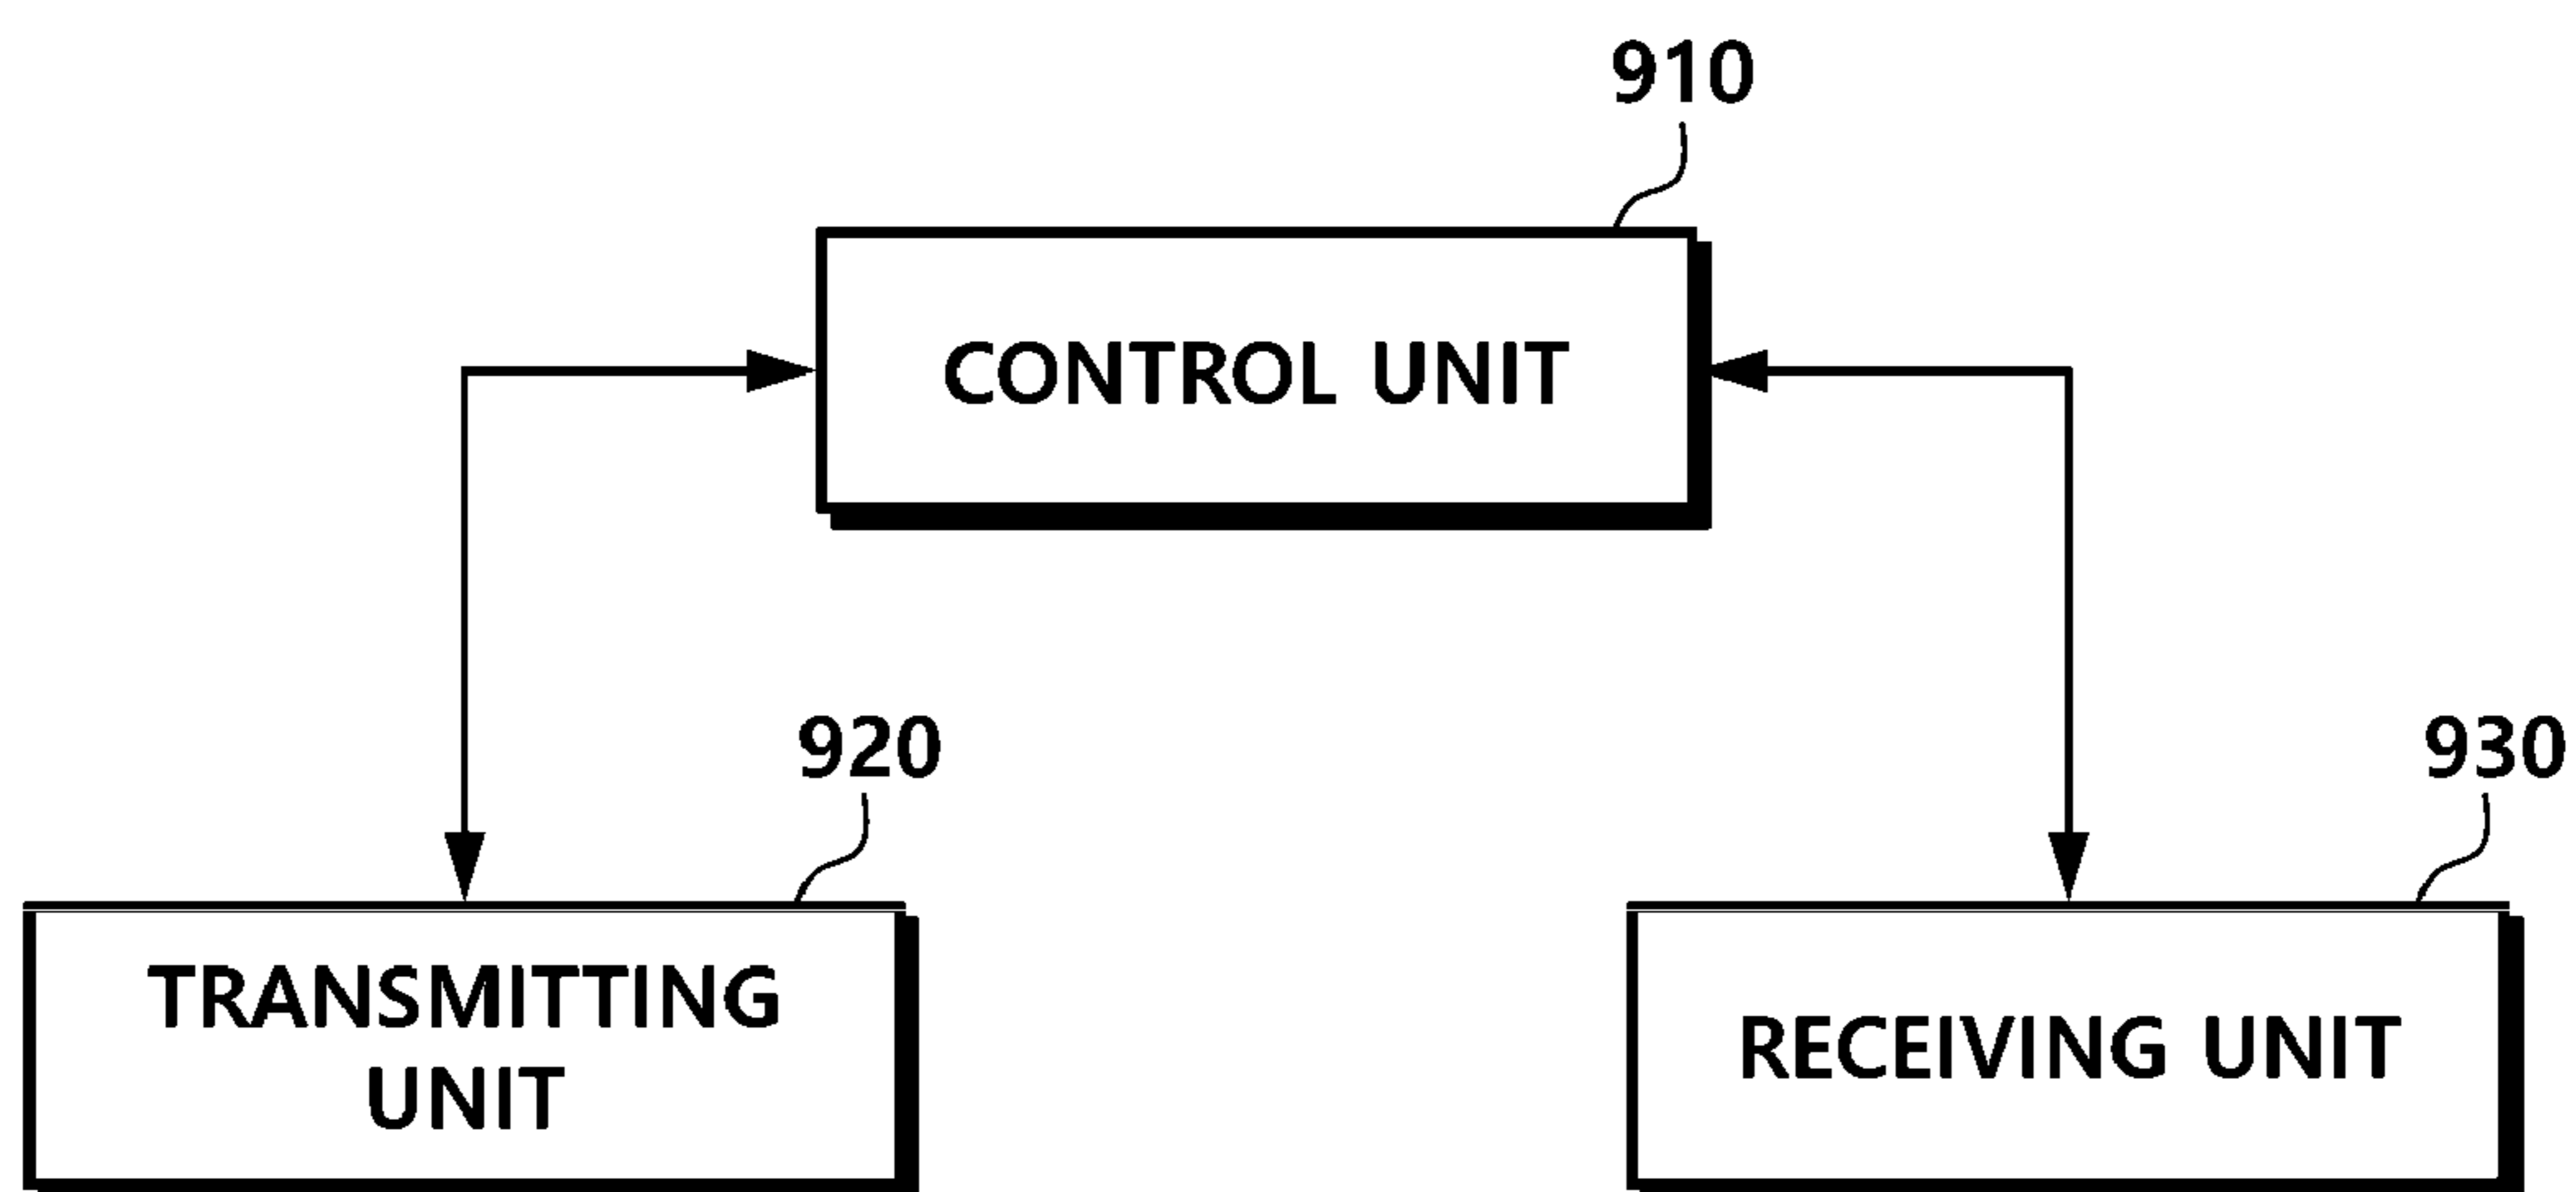 910
CONTROL UNIT
920
930
TRANSMITTING
UNIT
RECEIVING UNIT